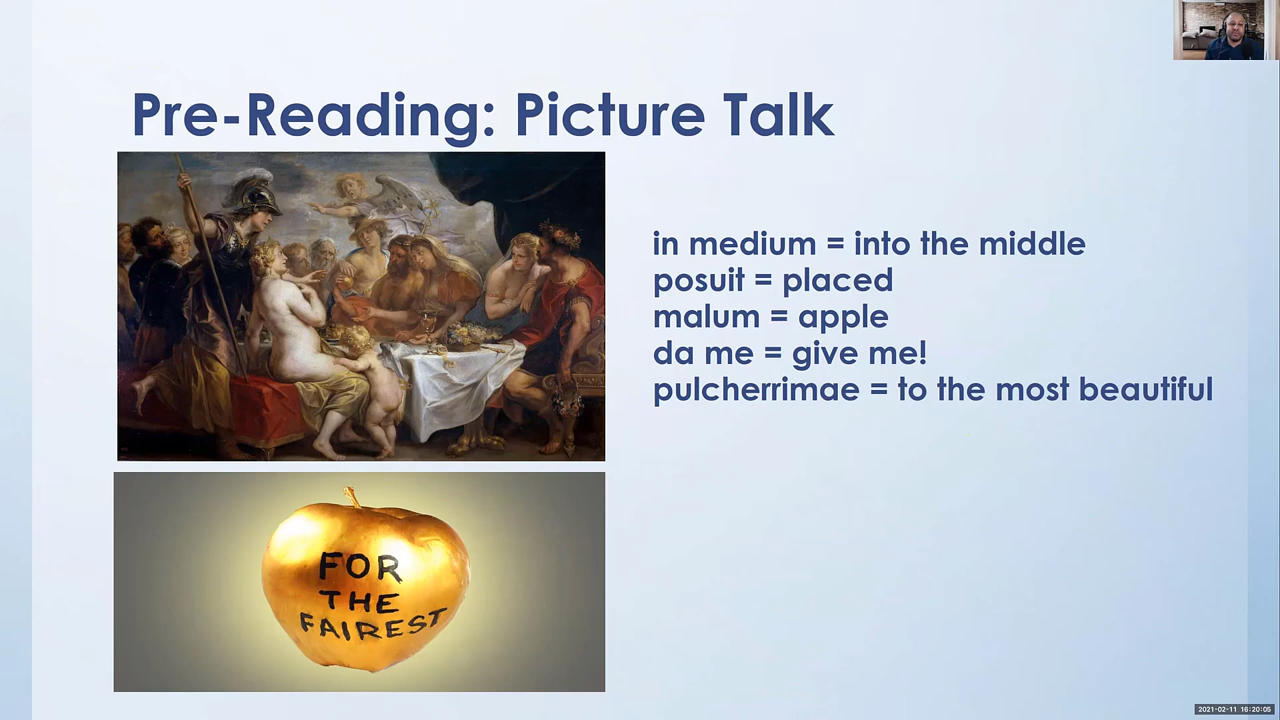 Pre-Reading: Picture Talk
in medium = into the middle
posuit = placed
malum = apple
da me = give me!
pulcherrimae = to the most beautiful
FOR
THE
FAIREST
2021-02-11 16:20:05